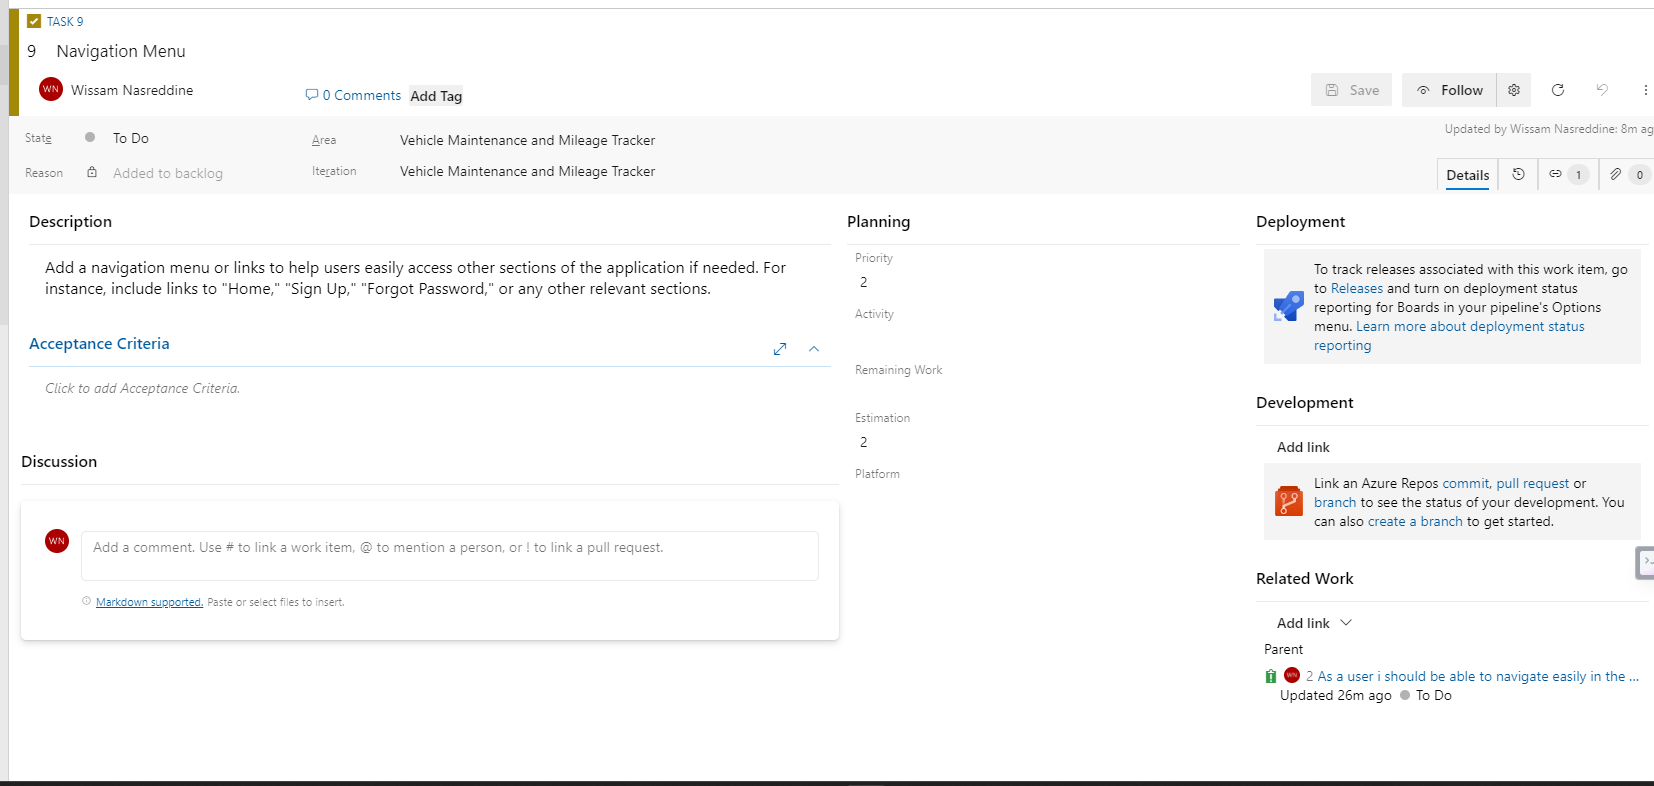 TASK 9
9 Navigation Menu
WN Wissam Nasreddine
0 Comments Add Tag
Save Follow
State To Do
Area Vehicle Maintenance and Mileage Tracker
Updated by Wissam Nasreddine: 8m ag
Reason Added to backlog
Iteration Vehicle Maintenance and Mileage Tracker
Details 1 0
Description
Add a navigation menu or links to help users easily access other sections of the application if needed. For
instance, include links to "Home," "Sign Up," "Forgot Password," or any other relevant sections.
Acceptance Criteria
Click to add Acceptance Criteria.
Discussion
WN Add a comment. Use # to link a work item, @ to mention a person, or ! to link a pull request.
Markdown supported. Paste or select files to insert.
Planning
Priority
2
Activity
Remaining Work
Estimation
2
Platform
Deployment
To track releases associated with this work item, go
to Releases and turn on deployment status
reporting for Boards in your pipeline's Options
menu. Learn more about deployment status
reporting
Development
Add link
Link an Azure Repos commit, pull request or
branch to see the status of your development. You
can also create a branch to get started.
Related Work
Add link
Parent
WN 2 As a user i should be able to navigate easily in the ...
Updated 26m ago To Do